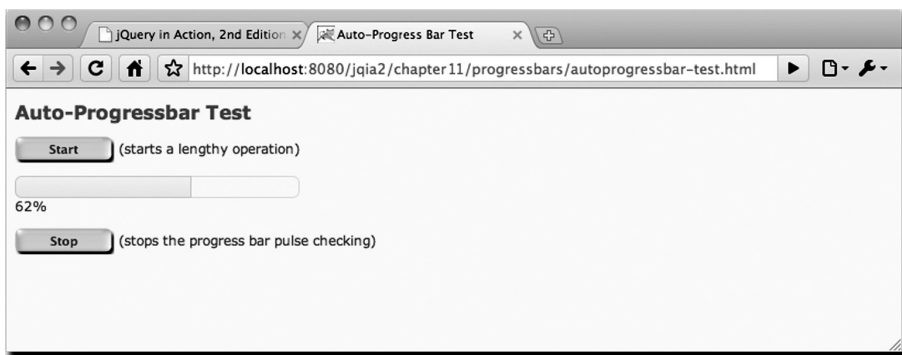 jQuery in Action, 2nd Edition
Auto-Progress Bar Test
http://localhost:8080/jqia2/chapter11/progressbars/autoprogressbar-test.html
Auto-Progressbar Test
Start (starts a lengthy operation)
62%
Stop (stops the progress bar pulse checking)